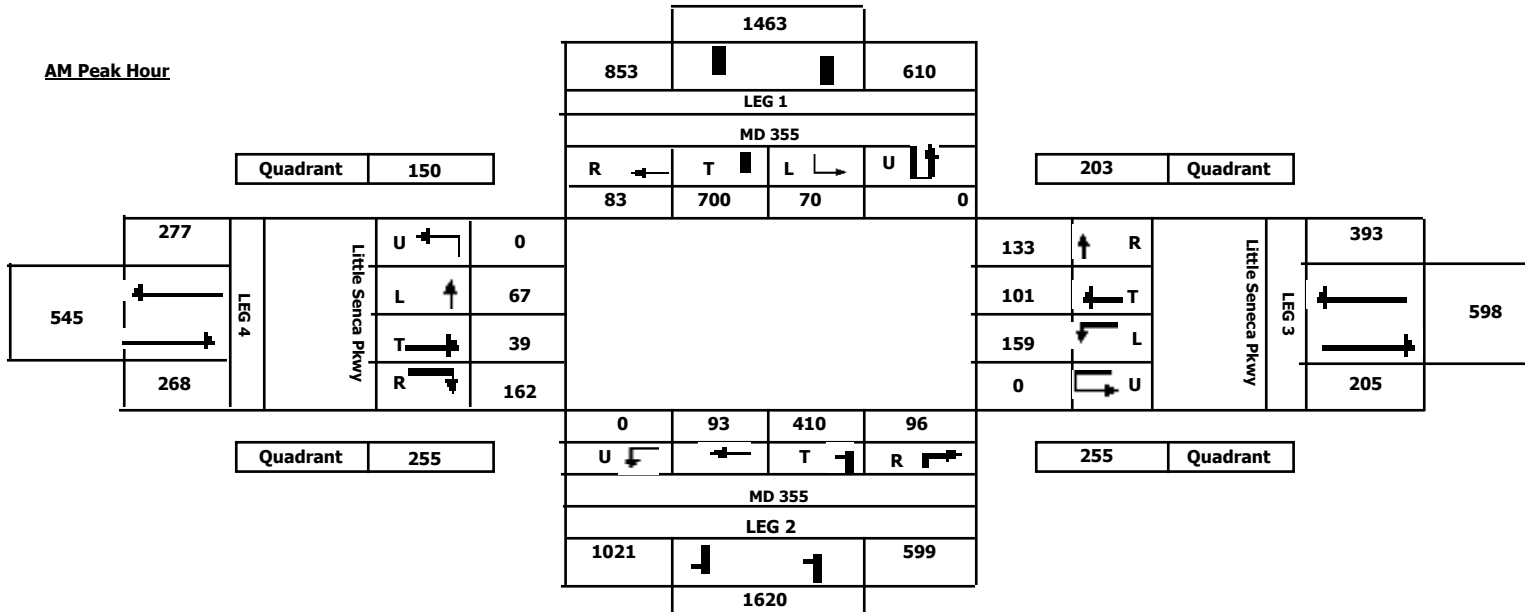 1463
AM Peak Hour
853 610
LEG 1
MD 355
Quadrant 150
R T L U
203 Quadrant
83 700 70 0
277 U 0
133 R 393
545 LEG 4 Little Senca Pkwy L 67
101 T Little Seneca Pkwy LEG 3 598
T 39
159 L
268 R 162
0 U 205
0 93 410 96
Quadrant 255
U T R
255 Quadrant
MD 355
LEG 2
1021 599
1620